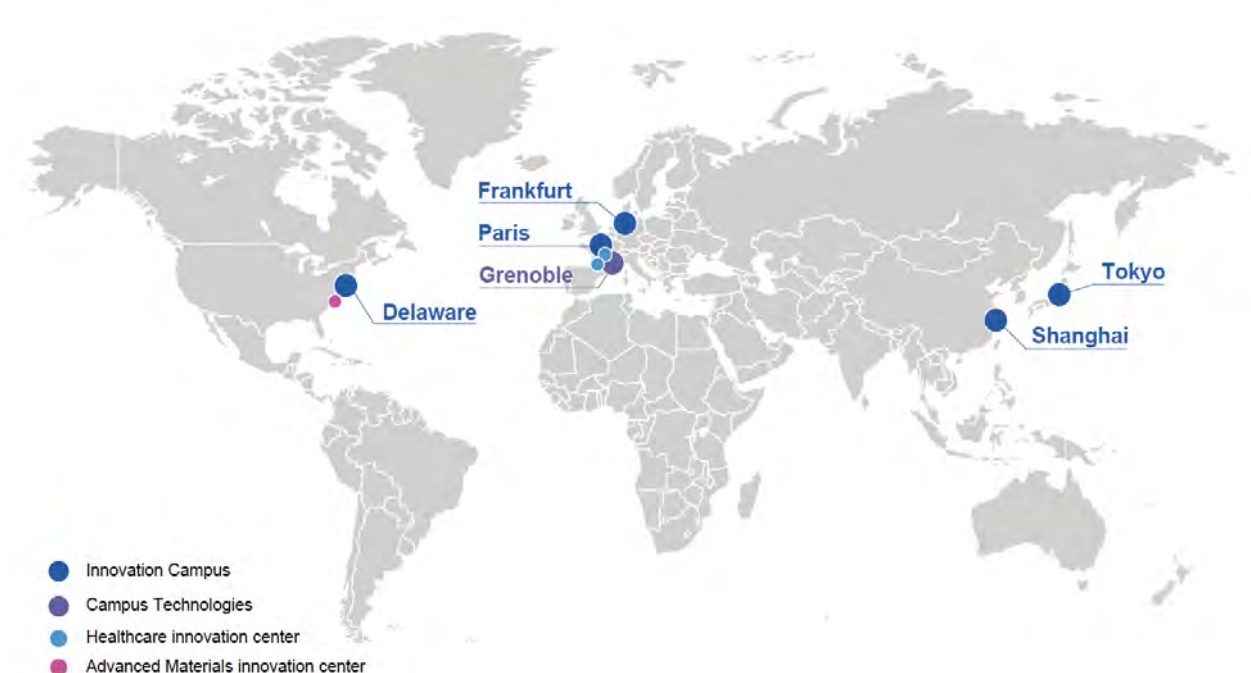 Frankfurt
Paris
Grenoble
Delaware
Tokyo
Shanghai
Innovation Campus
Campus Technologies
Healthcare innovation center
Advanced Materials innovation center